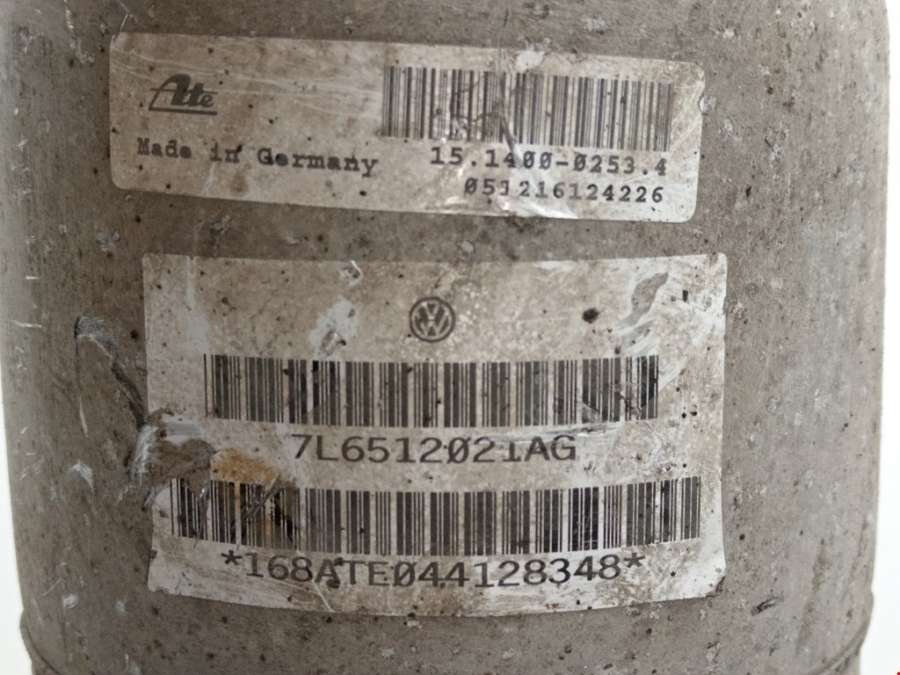 Ate
Made in Germany
15.1400-0253.4
051216124226
7L6512021AG
*168ATE044128348*